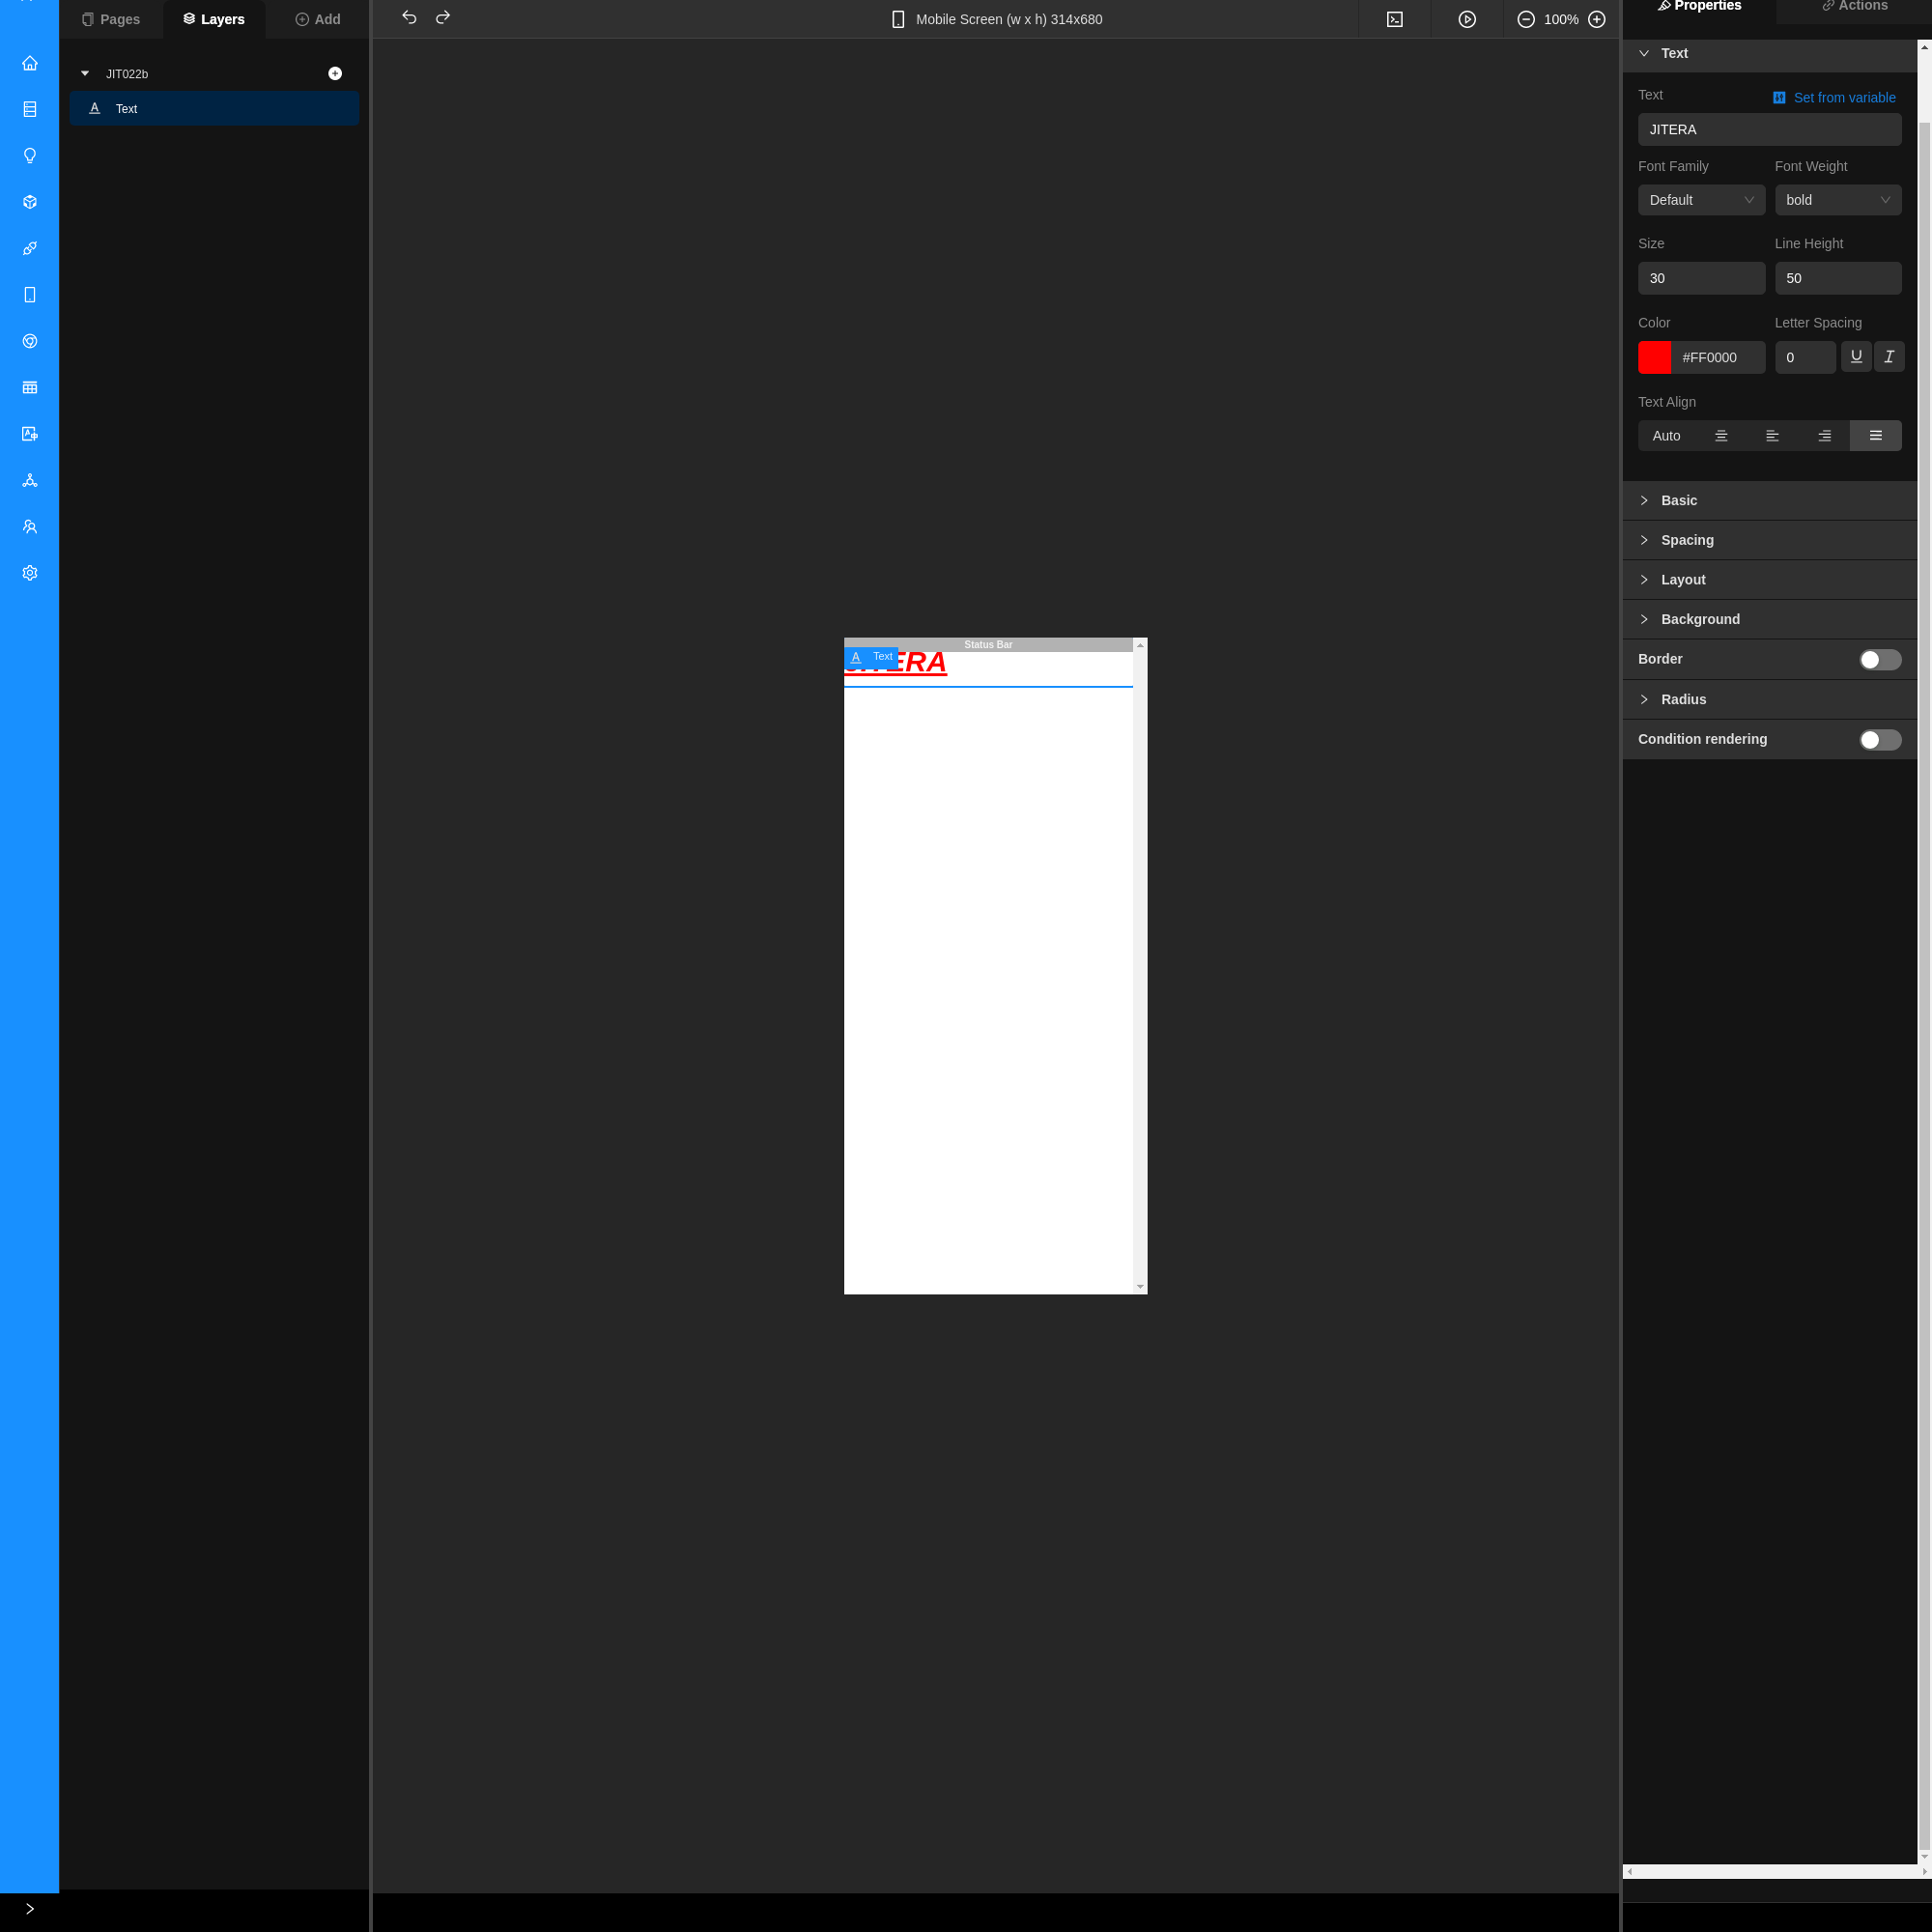 Pages
Layers
Add
JIT022b
Text
Mobile Screen (w x h) 314x680
100%
Status Bar
Text
ERA
Properties
Actions
Text
Text
Set from variable
JITERA
Font Family
Font Weight
Default
bold
Size
Line Height
30
50
Color
Letter Spacing
#FF0000
0
Text Align
Auto
Basic
Spacing
Layout
Background
Border
Radius
Condition rendering